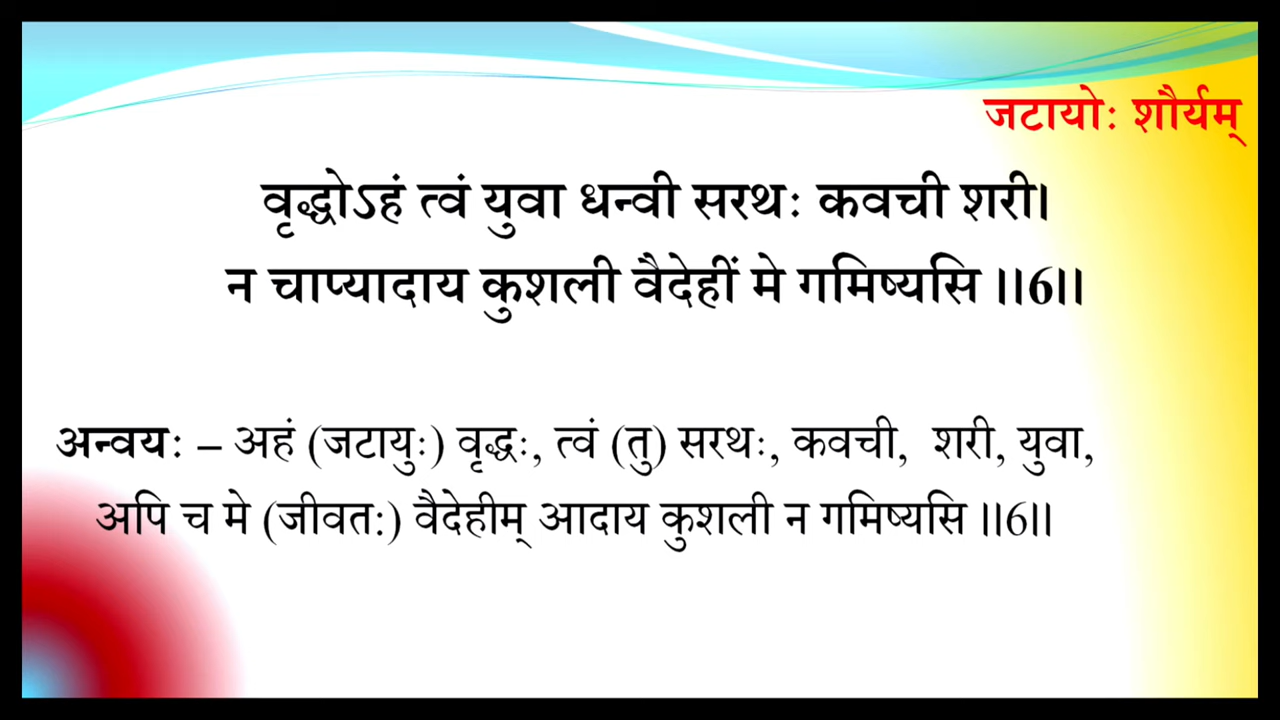 जटायोः शौर्यम्
वृद्धोऽहं त्वं युवा धन्वी सरथः कवची शरी।
न चाप्यादाय कुशली वैदेहीं मे गमिष्यसि ।।6।।
अन्वयः – अहं (जटायुः) वृद्धः, त्वं (तु) सरथः, कवची, शरी, युवा,
अपि च मे (जीवत:) वैदेहीम् आदाय कुशली न गमिष्यसि ।।6।।